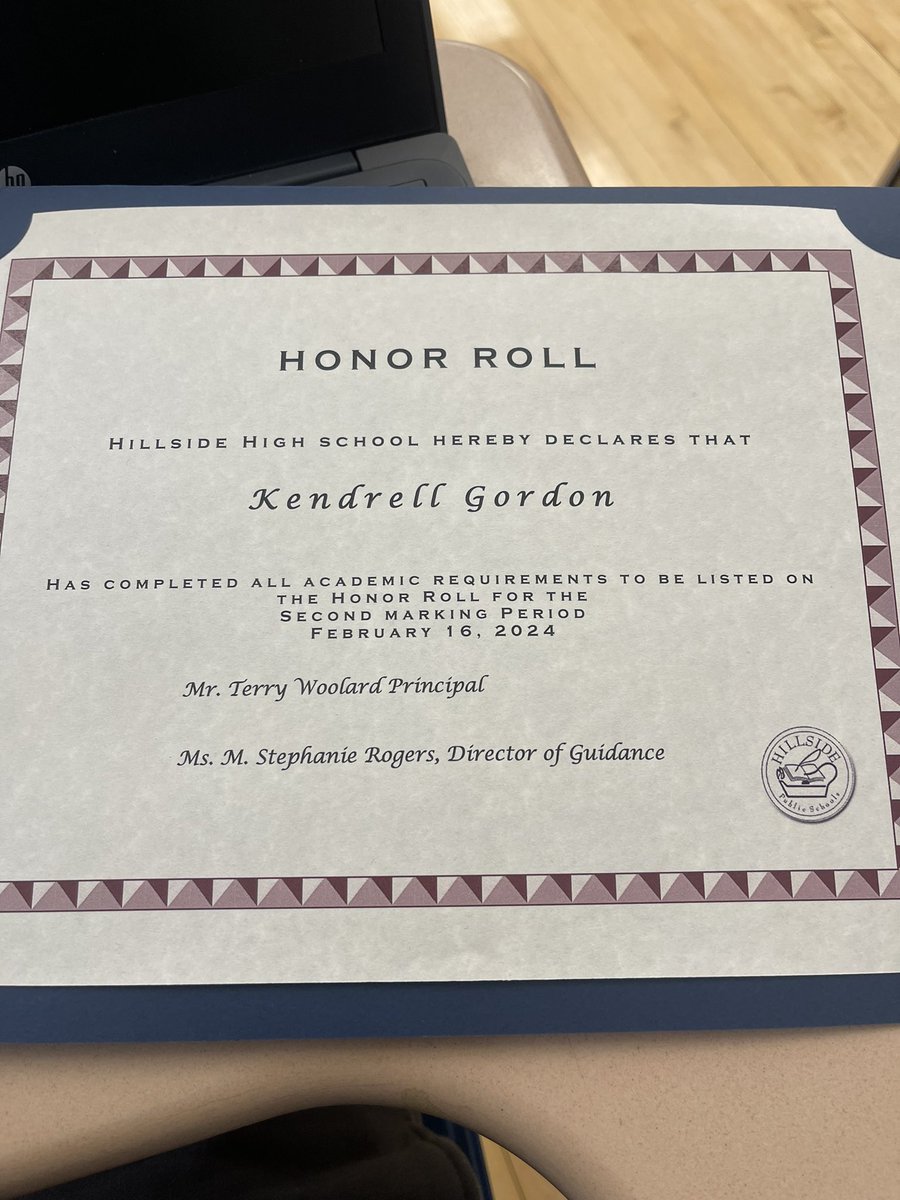 hp
HONOR ROLL
HILLSIDE HIGH SCHOOL HEREBY DECLARES THAT
Kendrell Gordon
HAS COMPLETED ALL ACADEMIC REQUIREMENTS TO BE LISTED ON
THE HONOR ROLL FOR THE
SECOND MARKING PERIOD
FEBRUARY 16, 2024
Mr. Terry Woolard Principal
Ms. M. Stephanie Rogers, Director of Guidance
HILLSIDE
Public Schools